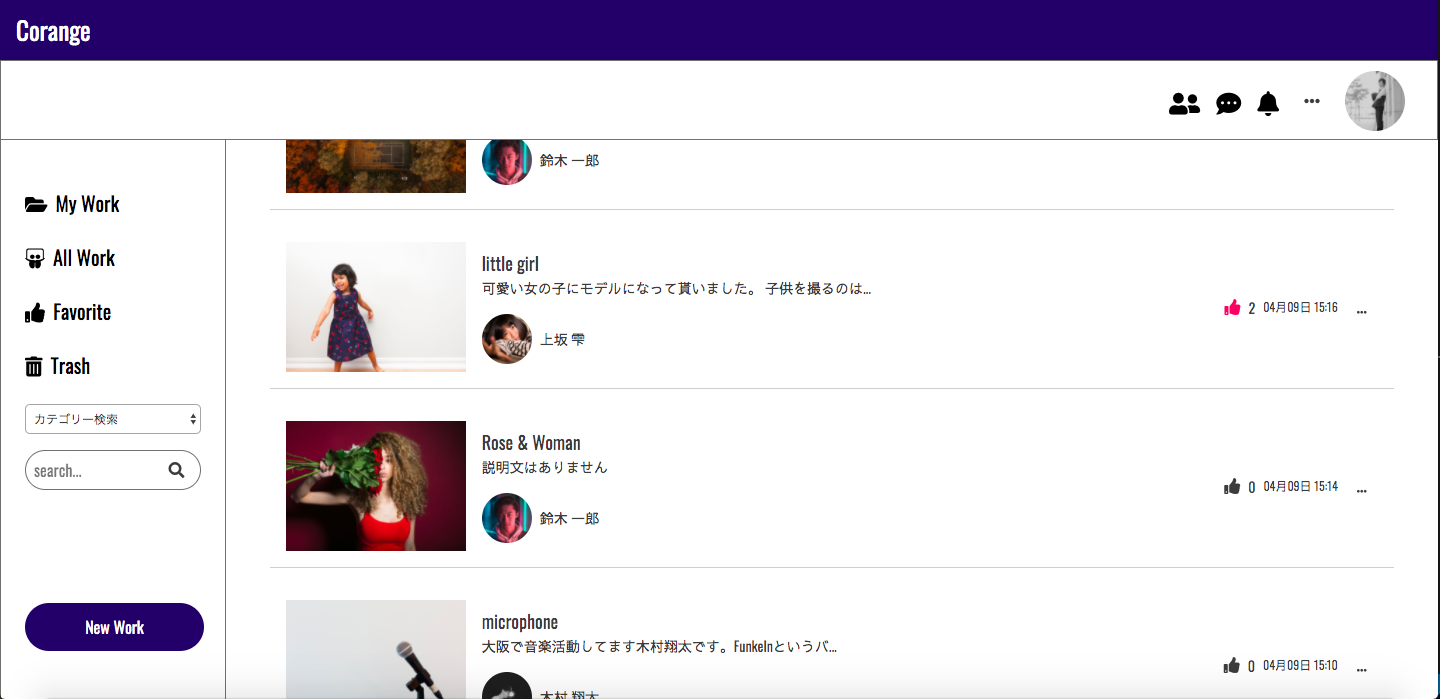 Corange
鈴木 一郎
My Work
All Work
Favorite
Trash
カテゴリー検索
search...
New Work
little girl
可愛い女の子にモデルになって貰いました。 子供を撮るのは...
上坂 雫
2 04月09日 15:16
Rose & Woman
説明文はありません
鈴木 一郎
0 04月09日 15:14
microphone
大阪で音楽活動してます木村翔太です。FunkeInというバ...
木村 翔太
0 04月09日 15:10